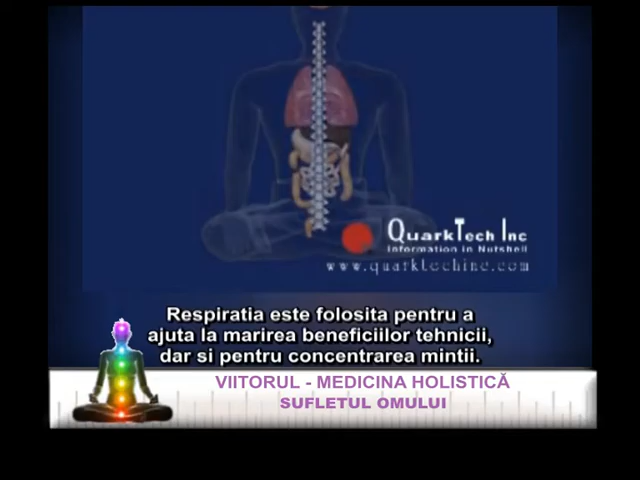 QuarkTech Inc
Information in Nutshell
www.quarktechinc.com
Respiratia este folosita pentru a
ajuta la marirea beneficiilor tehnicii,
dar si pentru concentrarea mintii.
VIITORUL - MEDICINA HOLISTICĂ
SUFLETUL OMULUI